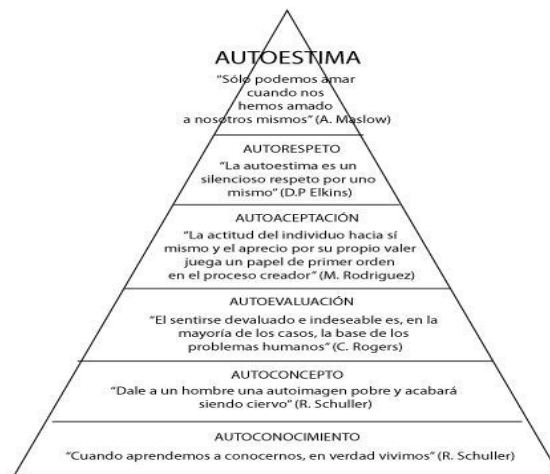 AUTOESTIMA
"Sólo podemos amar
cuando nos
hemos amado
a nosotros mismos" (A. Maslow)
AUTORESPETO
"La autoestima es un
silencioso respeto por uno
mismo" (D.P Elkins)
AUTOACEPTACIÓN
"La actitud del individuo hacia sí
mismo y el aprecio por su propio valer
juega un papel de primer orden
en el proceso creador" (M. Rodriguez)
AUTOEVALUACIÓN
"El sentirse devaluado e indeseable es, en la
mayoría de los casos, la base de los
problemas humanos" (C. Rogers)
AUTOCONCEPTO
"Dale a un hombre una autoimagen pobre y acabará
siendo ciervo" (R. Schuller)
AUTOCONOCIMIENTO
"Cuando aprendemos a conocernos, en verdad vivimos" (R. Schuller)